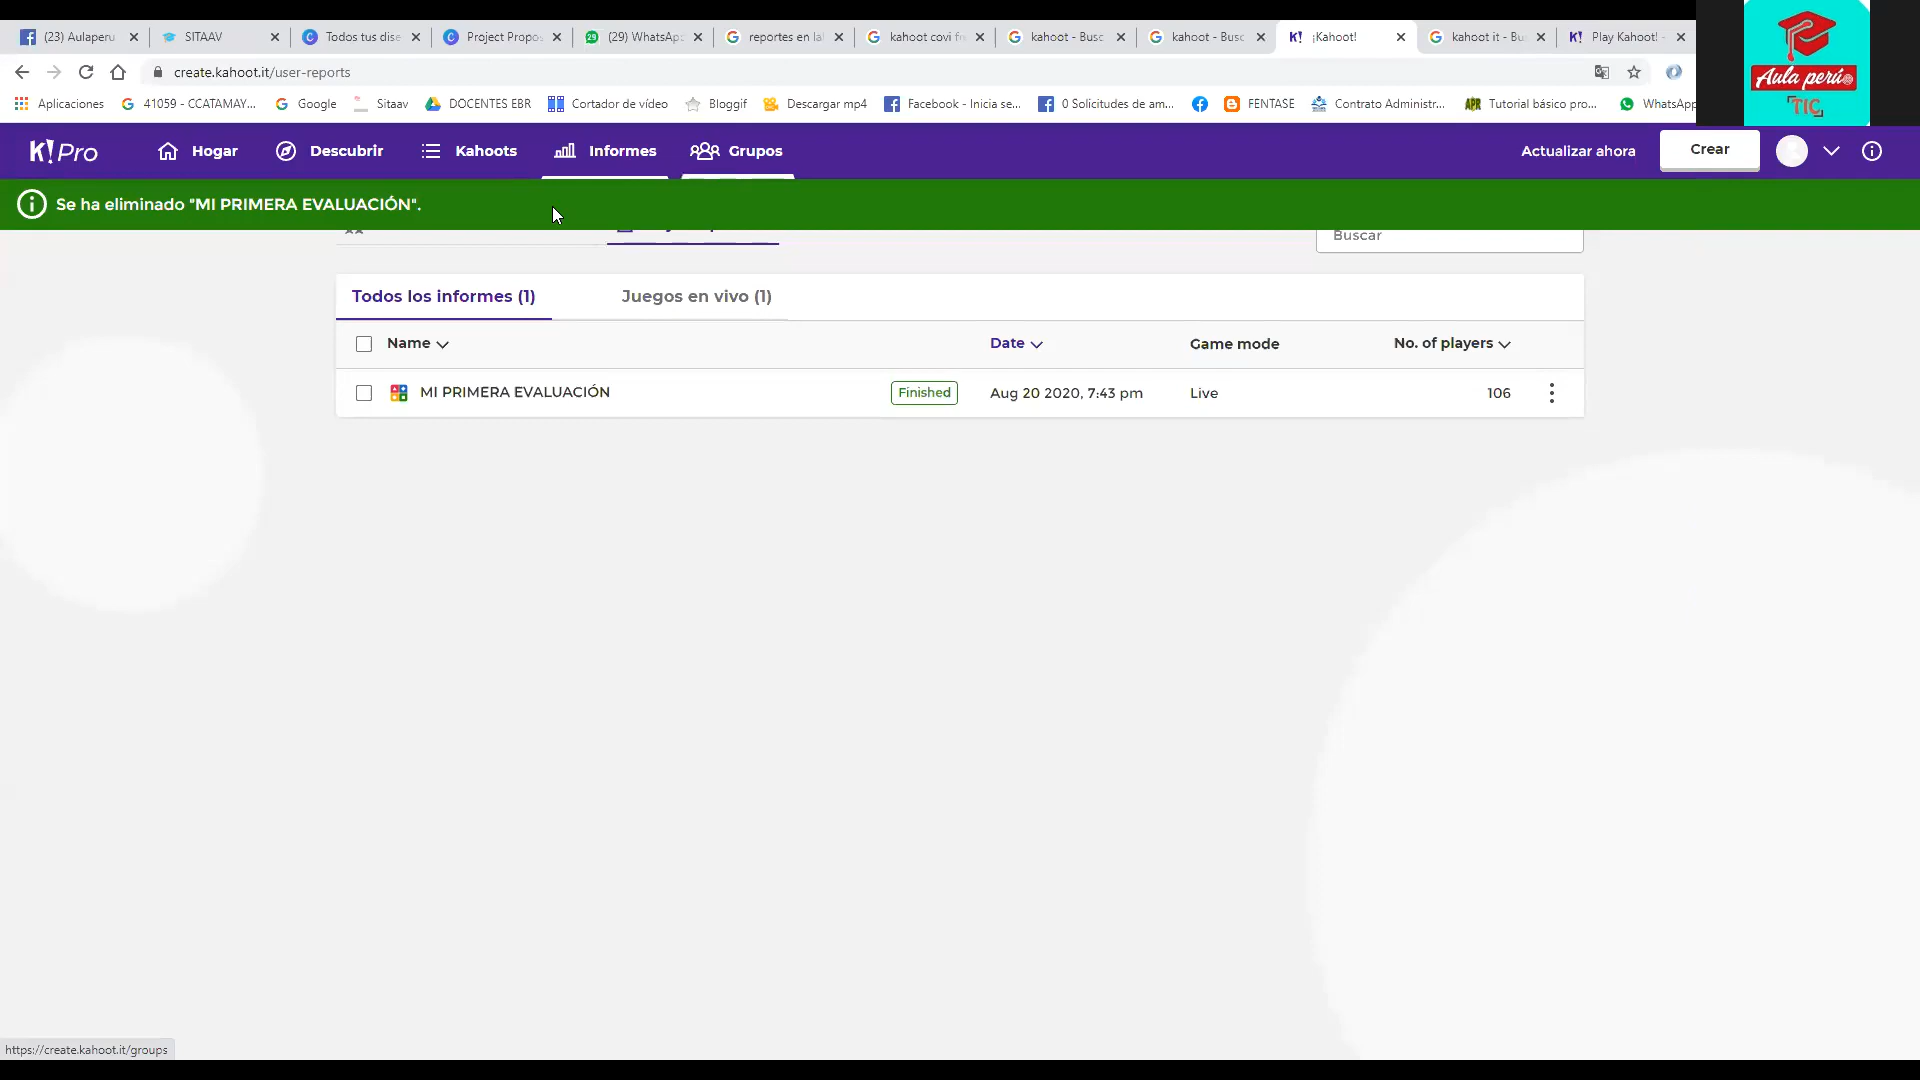 (23) Aulaperu
SITAAV
Todos tus dise
Project Propos
(29) WhatsAp
reportes en la
kahoot covi f
kahoot - Busc
kahoot - Busc
¡Kahoot!
kahoot it - Bu
Play Kahoot! -
create.kahoot.it/user-reports
Aplicaciones
41059 - CCATAMAY...
Google
Sitaav
DOCENTES EBR
Cortador de vídeo
Bloggif
Descargar mp4
Facebook - Inicia se...
0 Solicitudes de am...
FENTASE
Contrato Administr...
Tutorial básico pro...
WhatsApp
Aula perú
TIC
K! Pro
Hogar
Descubrir
Kahoots
Informes
Grupos
Actualizar ahora
Crear
Se ha eliminado "MI PRIMERA EVALUACIÓN".
Buscar
Todos los informes (1)
Juegos en vivo (1)
Name
Date
Game mode
No. of players
MI PRIMERA EVALUACIÓN
Finished
Aug 20 2020, 7:43 pm
Live
106
https://create.kahoot.it/groups